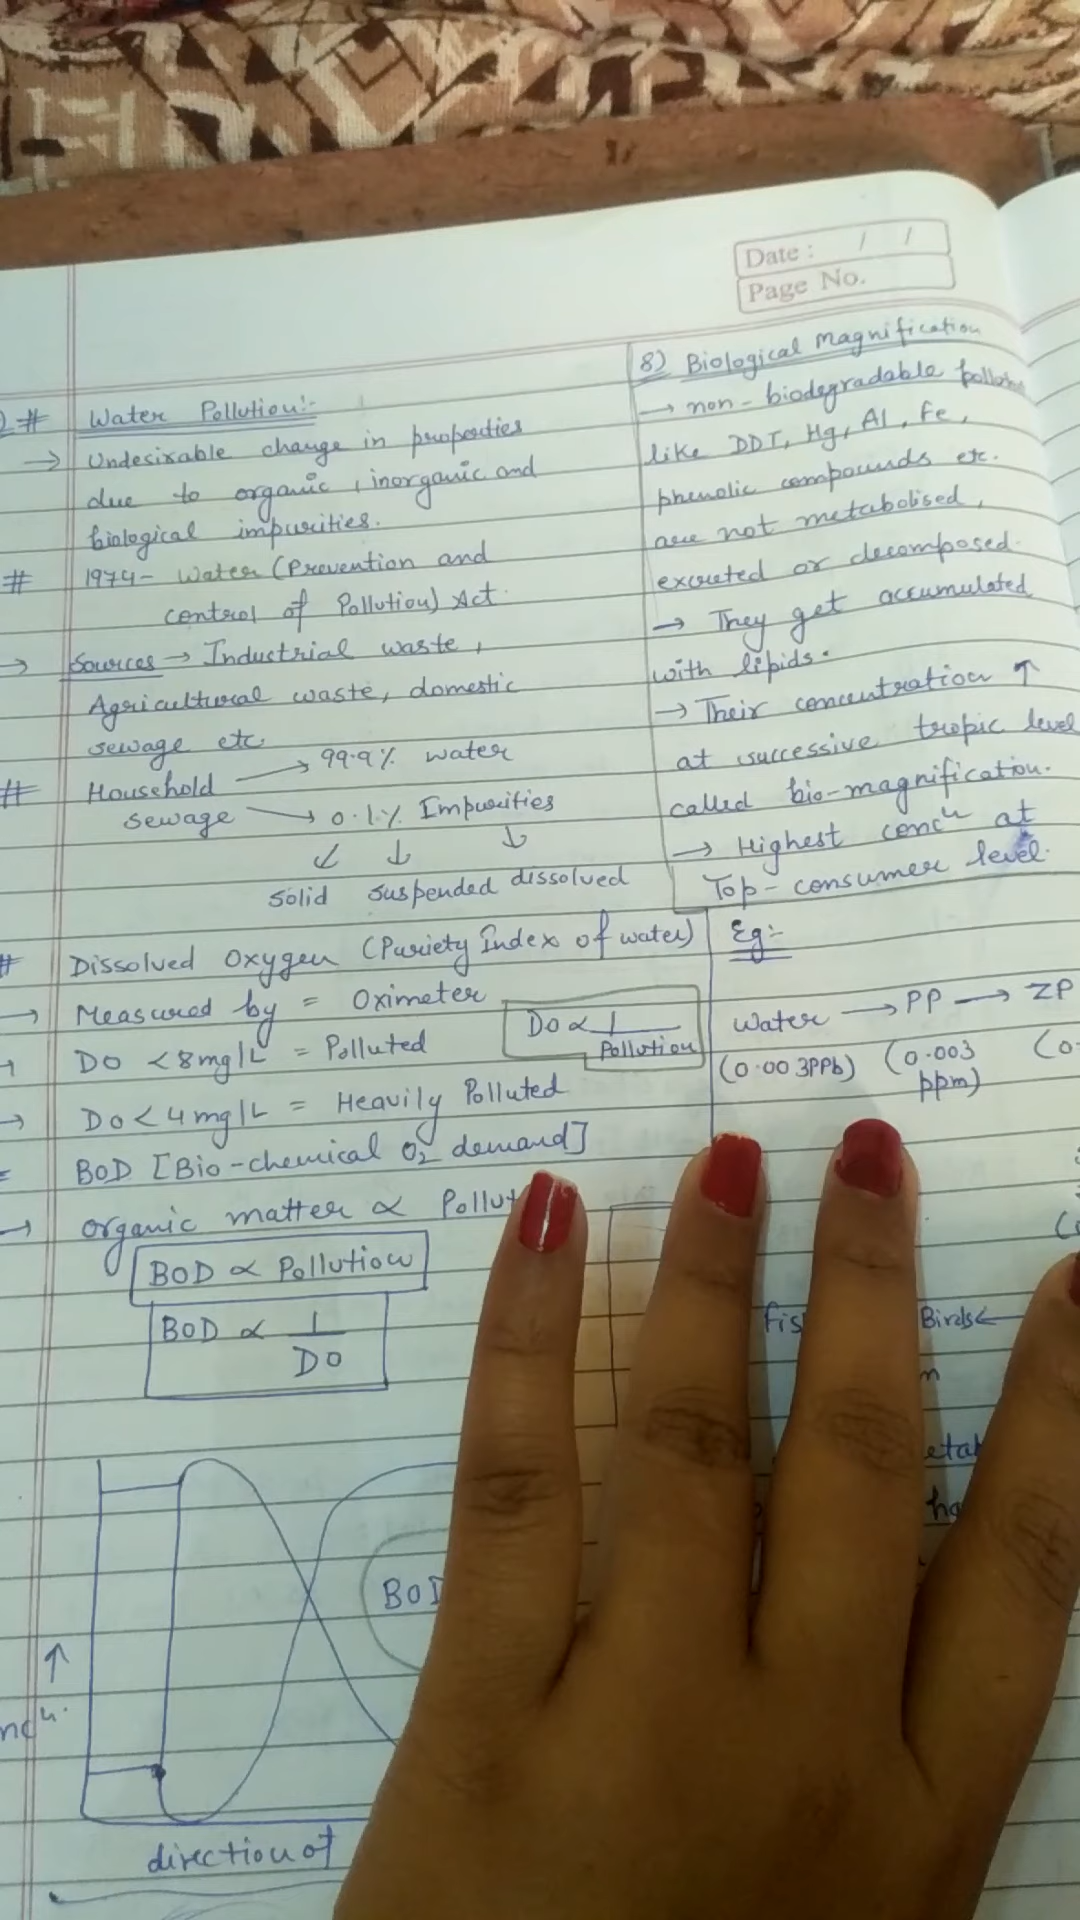 Date : / /
Page No.
2# Water Pollution:-
→ Undesirable change in properties
due to organic, inorganic and
biological impurities.
# 1974- Water (Prevention and
control of Pollution) Act.
→ Sources → Industrial waste,
Agricultural waste, domestic
sewage etc.
# Household → 99.9% water
sewage → 0.1% Impurities
↓ ↓ ↓
Solid suspended dissolved
# Dissolved Oxygen (Puriety Index of water)
→ Measured by = Oximeter
DO ∝ 1/Pollution
→ DO < 8mg/L = Polluted
→ DO < 4mg/L = Heavily Polluted
BOD [Bio-chemical O₂ demand]
→ organic matter ∝ Pollut
BOD ∝ Pollution
BOD ∝ 1/DO
BOD
↑
direction of
8) Biological Magnification
→ non-biodegradable
like DDT, Hg, Al, Fe,
phenolic compounds etc.
are not metabolised,
excreted or decomposed.
→ They get accumulated
with lipids.
→ Their concentration ↑
at successive tropic level
called bio-magnification.
→ Highest concⁿ at
Top-consumer level.
Eg:-
Water → PP → ZP
(0.003PPb) (0.003 ppm) (0.
Birds ←